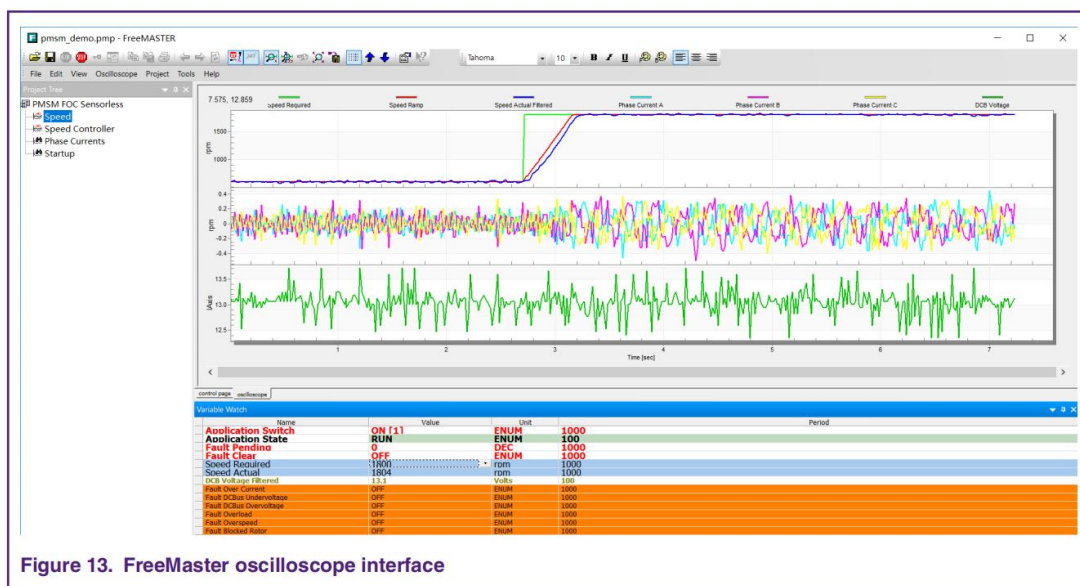 pmsm_demo.pmp - FreeMASTER
Tahoma 10 B I U
File Edit View Oscilloscope Project Tools Help
Project Tree
PMSM FOC Sensorless
Speed
Speed Controller
Phase Currents
Startup
7.575, 12.859
Speed Required Speed Ramp Speed Actual Filtered Phase Current A Phase Current B Phase Current C DCB Voltage
1500
rpm
1000
0.4
0.2
rpm
0
-0.2
-0.4
13.5
13.0
12.5
1 2 3 4 5 6 7
Time [sec]
control page oscilloscope
Variable Watch
Name Value Unit Period
Application Switch ON [1] ENUM 1000
Application State RUN ENUM 100
Fault Pending 0 DEC 1000
Fault Clear OFF ENUM 1000
Speed Required 1800 rpm 1000
Speed Actual 1804 rpm 1000
DCB Voltage Filtered 13.1 Volts 100
Fault Over Current OFF ENUM 1000
Fault DCBus Undervoltage OFF ENUM 1000
Fault DCBus Overvoltage OFF ENUM 1000
Fault Overload OFF ENUM 1000
Fault Overspeed OFF ENUM 1000
Fault Blocked Rotor OFF ENUM 1000
Figure 13. FreeMaster oscilloscope interface